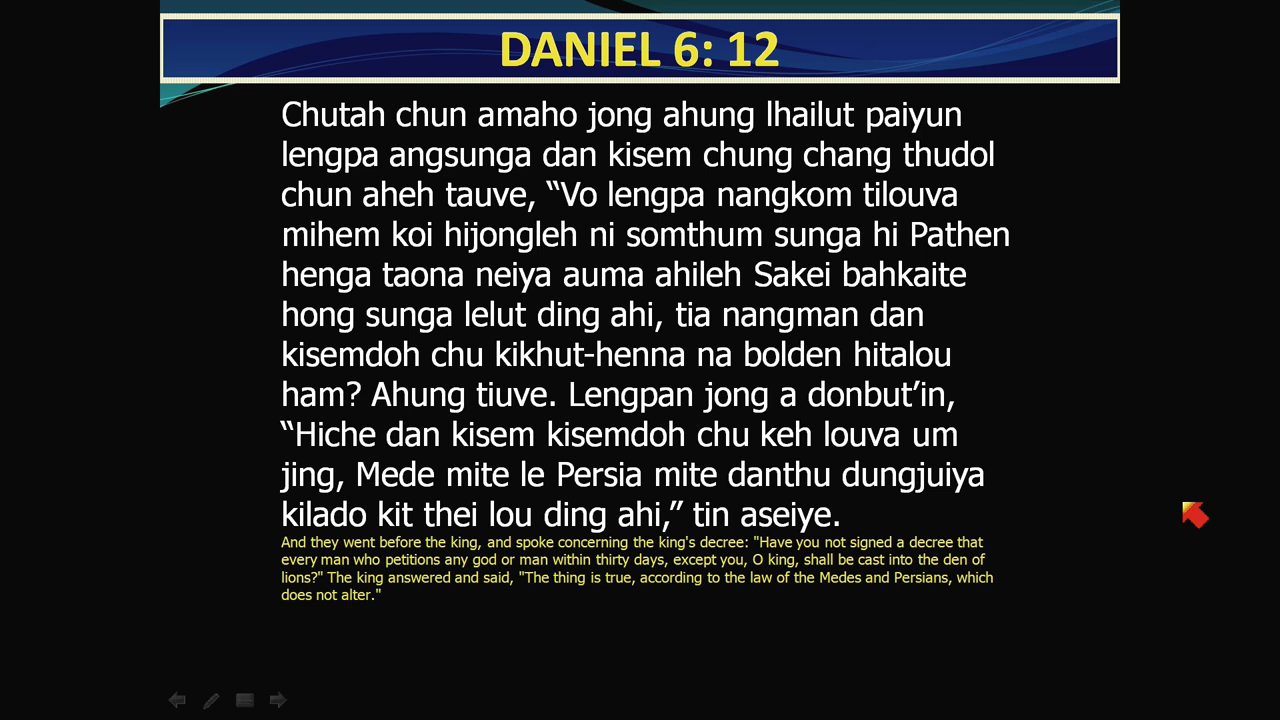 DANIEL 6: 12
Chutah chun amaho jong ahung lhailut paiyun
lengpa angsunga dan kisem chung chang thudol
chun aheh tauve, “Vo lengpa nangkom tilouva
mihem koi hijongleh ni somthum sunga hi Pathen
henga taona neiya auma ahileh Sakei bahkaite
hong sunga lelut ding ahi, tia nangman dan
kisemdoh chu kikhut-henna na bolden hitalou
ham? Ahung tiuve. Lengpan jong a donbut’in,
“Hiche dan kisem kisemdoh chu keh louva um
jing, Mede mite le Persia mite danthu dungjuiya
kilado kit thei lou ding ahi,” tin aseiye.
And they went before the king, and spoke concerning the king's decree: "Have you not signed a decree that
every man who petitions any god or man within thirty days, except you, O king, shall be cast into the den of
lions?" The king answered and said, "The thing is true, according to the law of the Medes and Persians, which
does not alter."